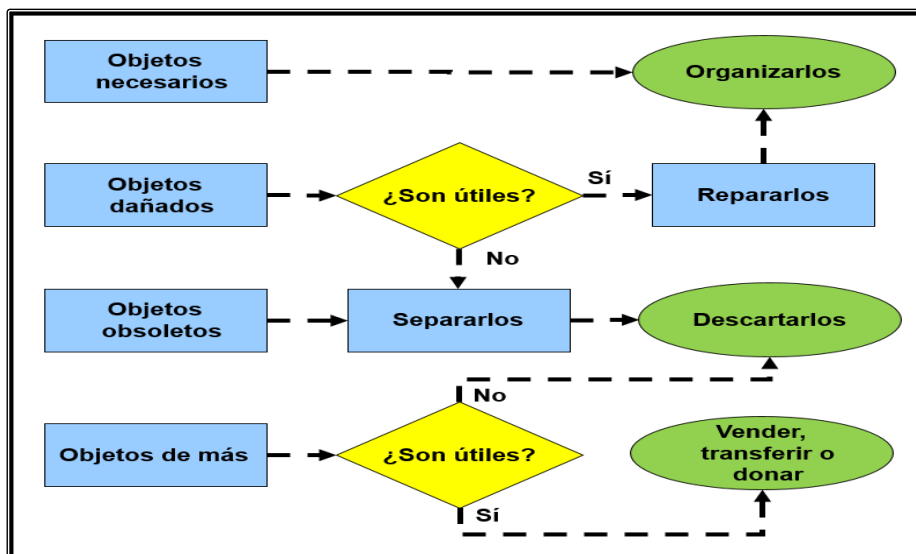 Objetos
necesarios
Organizarlos
Objetos
dañados
¿Son útiles?
Sí
Repararlos
No
Objetos
obsoletos
Separarlos
Descartarlos
No
Objetos de más
¿Son útiles?
Vender,
transferir o
donar
Sí